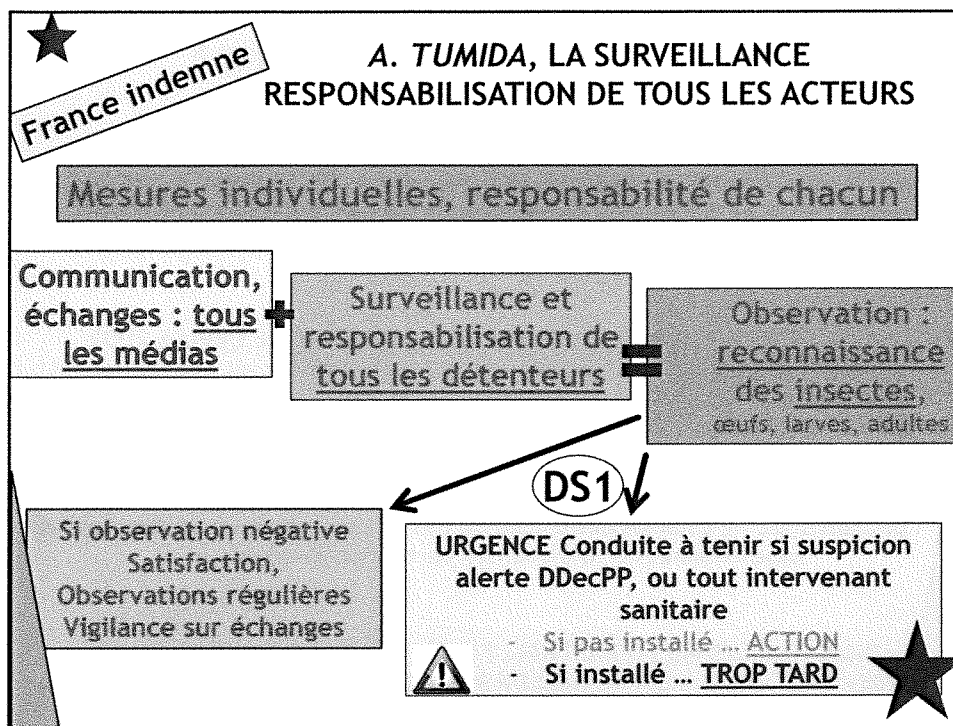 France indemne
A. TUMIDA, LA SURVEILLANCE
RESPONSABILISATION DE TOUS LES ACTEURS
Mesures individuelles, responsabilité de chacun
Communication,
échanges : tous
les médias
Surveillance et
responsabilisation de
tous les détenteurs
Observation :
reconnaissance
des insectes,
œufs, larves, adultes
DS1
Si observation négative
Satisfaction,
Observations régulières
Vigilance sur échanges
URGENCE Conduite à tenir si suspicion
alerte DDecPP, ou tout intervenant
sanitaire
- Si pas installé ... ACTION
- Si installé ... TROP TARD